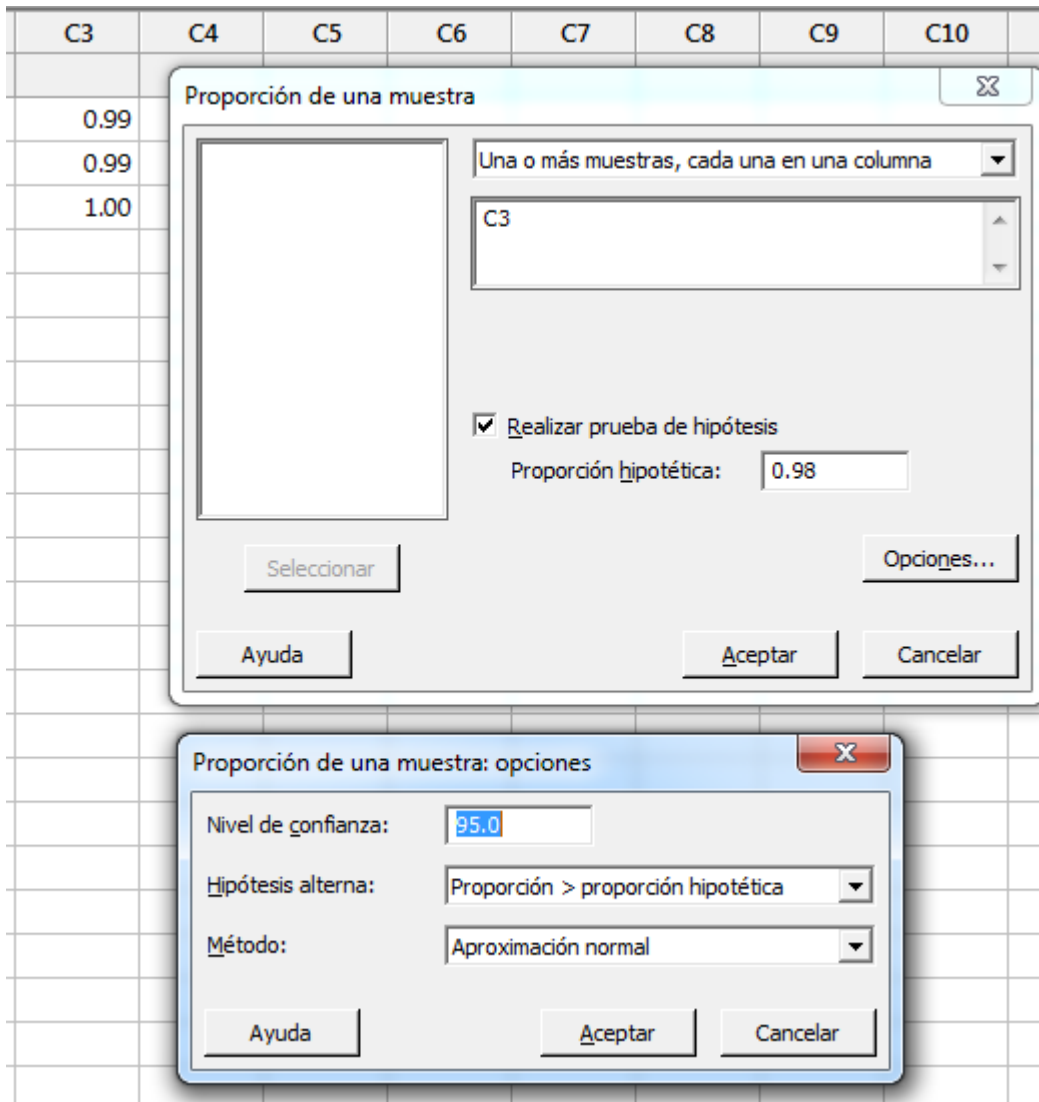 C3 C4 C5 C6 C7 C8 C9 C10
0.99
0.99
1.00
Proporción de una muestra
Una o más muestras, cada una en una columna
C3
Realizar prueba de hipótesis
Proporción hipotética: 0.98
Seleccionar
Opciones...
Ayuda Aceptar Cancelar
Proporción de una muestra: opciones
Nivel de confianza: 95.0
Hipótesis alterna: Proporción > proporción hipotética
Método: Aproximación normal
Ayuda Aceptar Cancelar